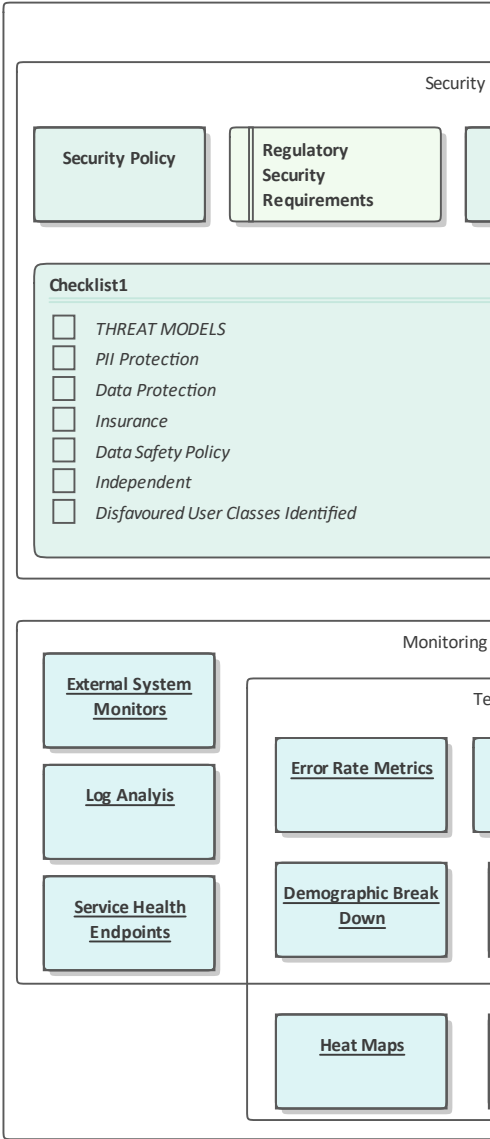 Security
Security Policy
Regulatory
Security
Requirements
Checklist1
THREAT MODELS
PII Protection
Data Protection
Insurance
Data Safety Policy
Independent
Disfavoured User Classes Identified
Monitoring
External System
Monitors
Te
Error Rate Metrics
Log Analyis
Demographic Break
Down
Service Health
Endpoints
Heat Maps